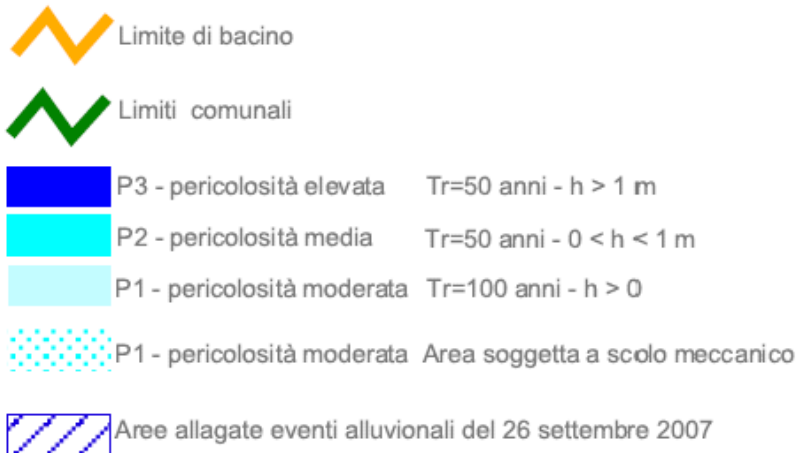 Limite di bacino
Limiti comunali
P3 - pericolosità elevata Tr=50 anni - h > 1 m
P2 - pericolosità media Tr=50 anni - 0 < h < 1 m
P1 - pericolosità moderata Tr=100 anni - h > 0
P1 - pericolosità moderata Area soggetta a scolo meccanico
Aree allagate eventi alluvionali del 26 settembre 2007